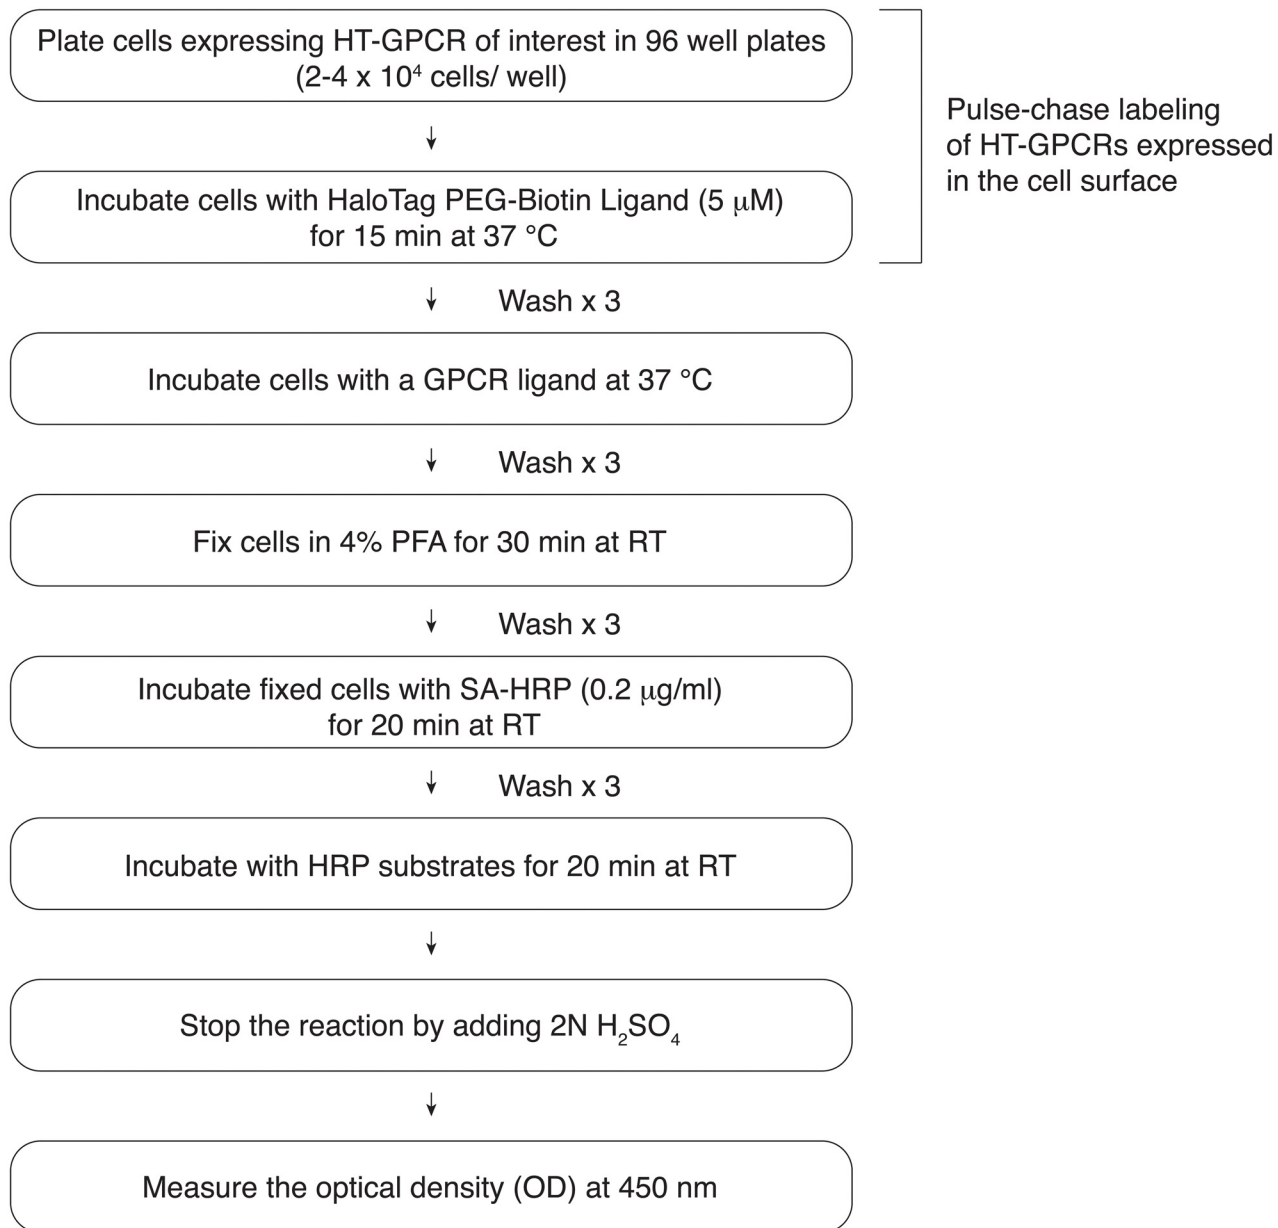 Plate cells expressing HT-GPCR of interest in 96 well plates
(2-4 x 10⁴ cells/ well)
Pulse-chase labeling
of HT-GPCRs expressed
in the cell surface
Incubate cells with HaloTag PEG-Biotin Ligand (5 μM)
for 15 min at 37 °C
Wash x 3
Incubate cells with a GPCR ligand at 37 °C
Wash x 3
Fix cells in 4% PFA for 30 min at RT
Wash x 3
Incubate fixed cells with SA-HRP (0.2 μg/ml)
for 20 min at RT
Wash x 3
Incubate with HRP substrates for 20 min at RT
Stop the reaction by adding 2N H₂SO₄
Measure the optical density (OD) at 450 nm